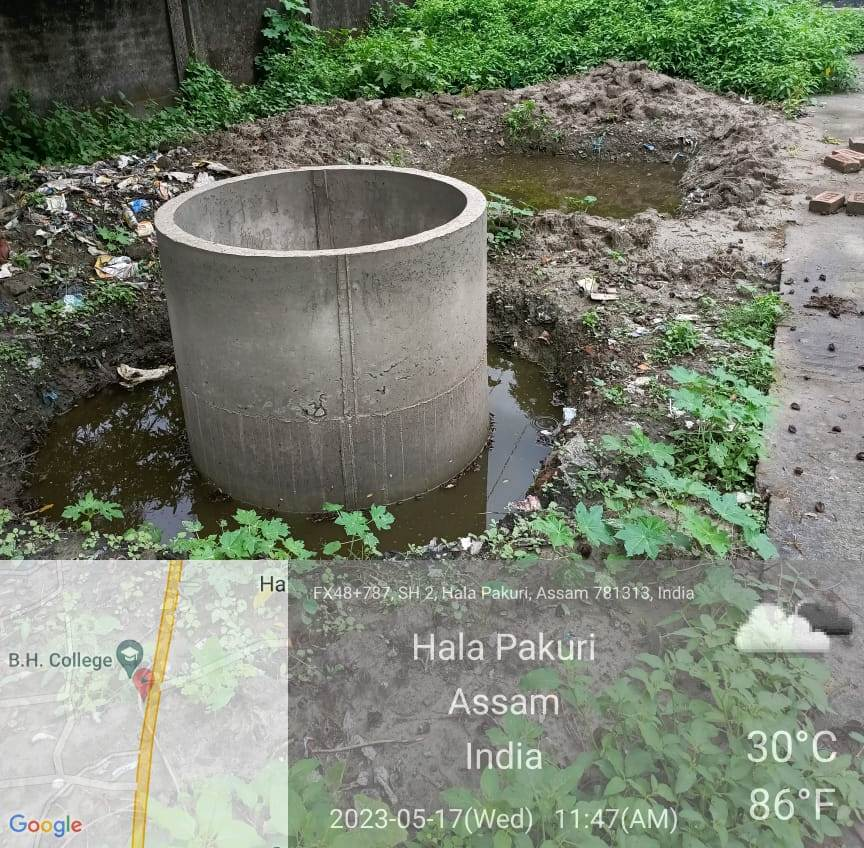 Ha
B.H. College
Google
FX48+787, SH 2, Hala Pakuri, Assam 781313, India
Hala Pakuri
Assam
India
2023-05-17(Wed) 11:47(AM)
30°C
86°F